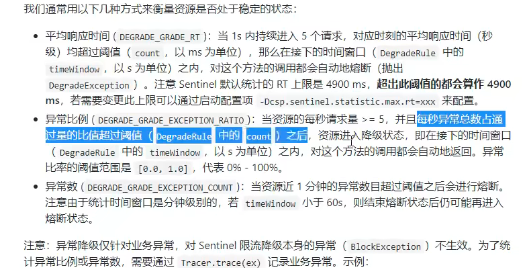 我们通常用以下几种方式来衡量资源是否处于稳定的状态：
• 平均响应时间 ( DEGRADE_GRADE_RT )：当 1s 内持续进入 5 个请求，对应时刻的平均响应时间（秒
级）均超过阈值（ count ，以 ms 为单位），那么在接下的时间窗口（ DegradeRule 中的
timeWindow ，以 s 为单位）之内，对这个方法的调用都会自动地熔断（抛出
DegradeException ）。注意 Sentinel 默认统计的 RT 上限是 4900 ms，超出此阈值的都会算作 4900
ms，若需要变更此上限可以通过启动配置项 -Dcsp.sentinel.statistic.max.rt=xxx 来配置。
• 异常比例 ( DEGRADE_GRADE_EXCEPTION_RATIO )：当资源的每秒请求量 >= 5，并且每秒异常总数占通
过量的比值超过阈值（ DegradeRule 中的 count ）之后，资源进入降级状态，即在接下的时间窗口
（ DegradeRule 中的 timeWindow ，以 s 为单位）之内，对这个方法的调用都会自动地返回。异常
比率的阈值范围是 [0.0, 1.0] ，代表 0% - 100%。
• 异常数 ( DEGRADE_GRADE_EXCEPTION_COUNT )：当资源近 1 分钟的异常数目超过阈值之后会进行熔断。
注意由于统计时间窗口是分钟级别的，若 timeWindow 小于 60s，则结束熔断状态后仍可能再进入
熔断状态。
注意：异常降级仅针对业务异常，对 Sentinel 限流降级本身的异常（ BlockException ）不生效。为了统
计异常比例或异常数，需要通过 Tracer.trace(ex) 记录业务异常。示例：